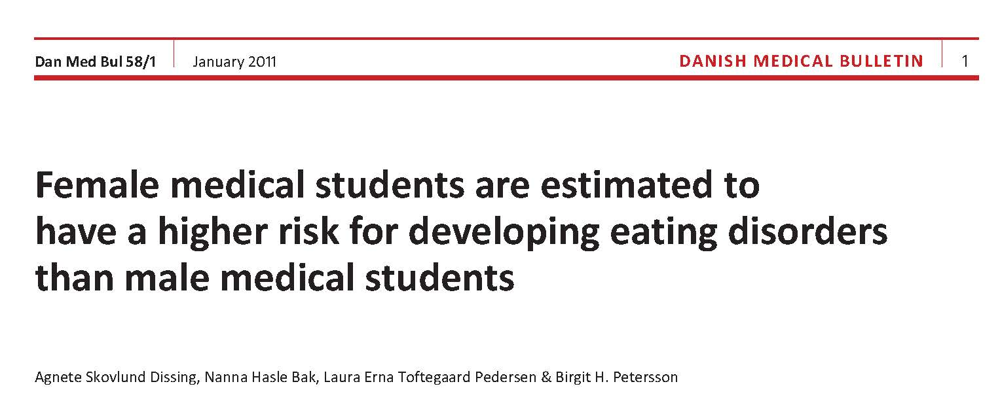 Dan Med Bul 58/1 January 2011 DANISH MEDICAL BULLETIN 1
Female medical students are estimated to
have a higher risk for developing eating disorders
than male medical students
Agnete Skovlund Dissing, Nanna Hasle Bak, Laura Erna Toftegaard Pedersen & Birgit H. Petersson